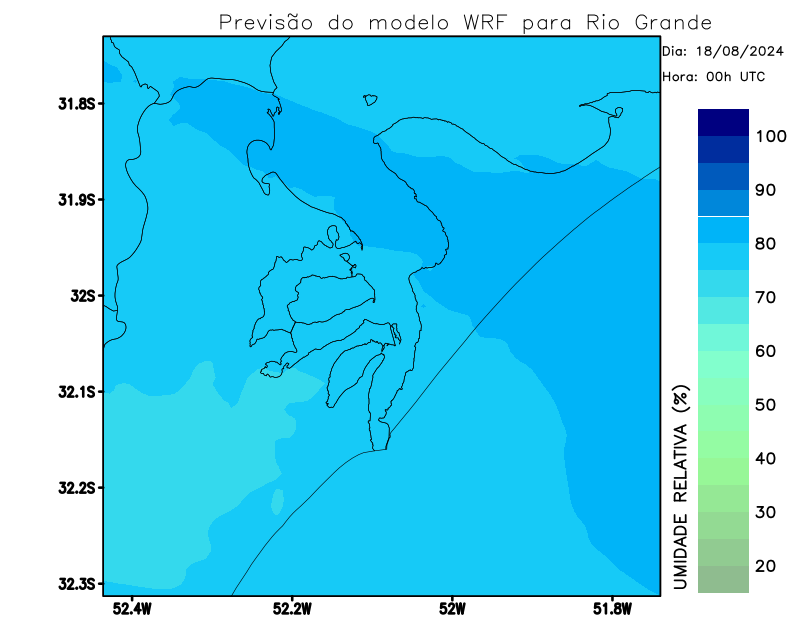 Previsão do modelo WRF para Rio Grande
Dia: 18/08/2024
Hora: 00h UTC
31.8S
31.9S
32S
32.1S
32.2S
32.3S
52.4W
52.2W
52W
51.8W
100
90
80
70
60
50
40
30
20
UMIDADE RELATIVA (%)